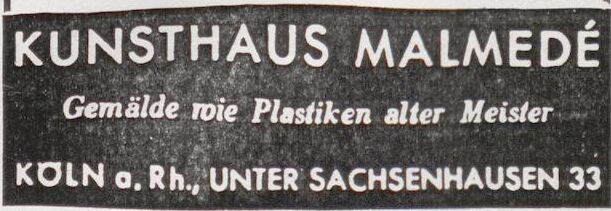 KUNSTHAUS MALMEDÉ
Gemälde wie Plastiken alter Meister
KÖLN a. Rh., UNTER SACHSENHAUSEN 33